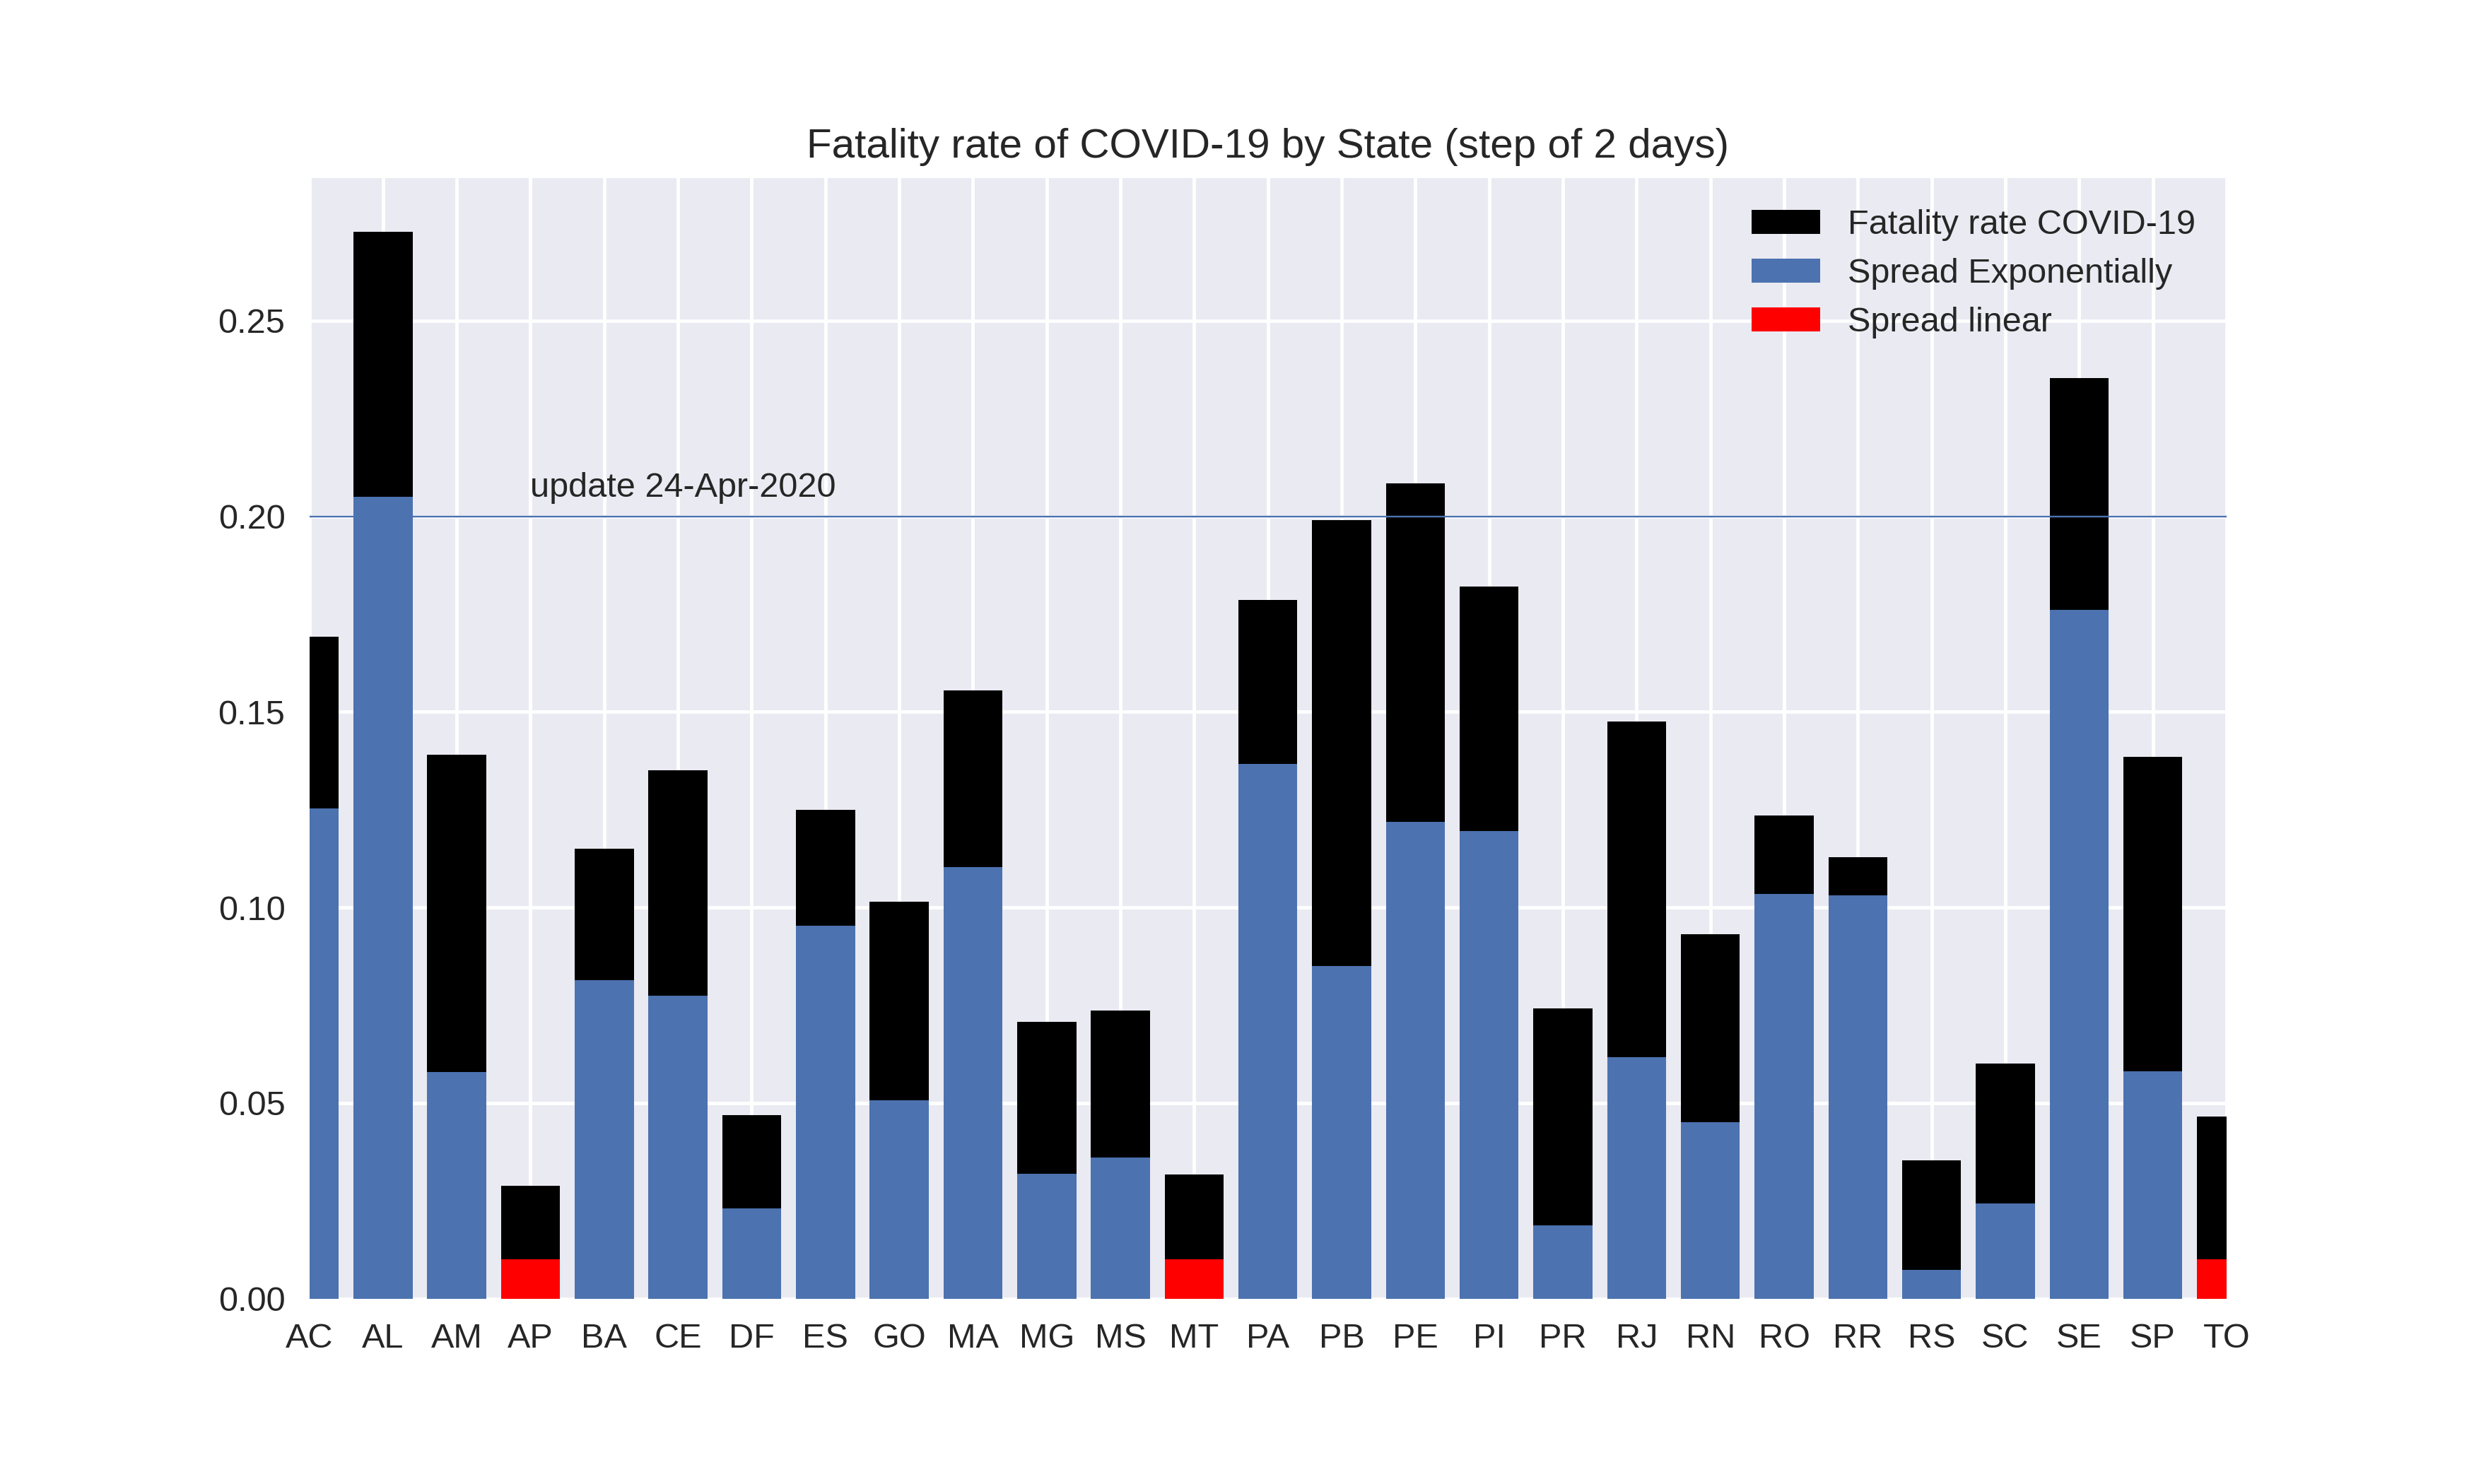 Fatality rate of COVID-19 by State (step of 2 days)
Fatality rate COVID-19
Spread Exponentially
Spread linear
update 24-Apr-2020
0.25
0.20
0.15
0.10
0.05
0.00
AC AL AM AP BA CE DF ES GO MA MG MS MT PA PB PE PI PR RJ RN RO RR RS SC SE SP TO